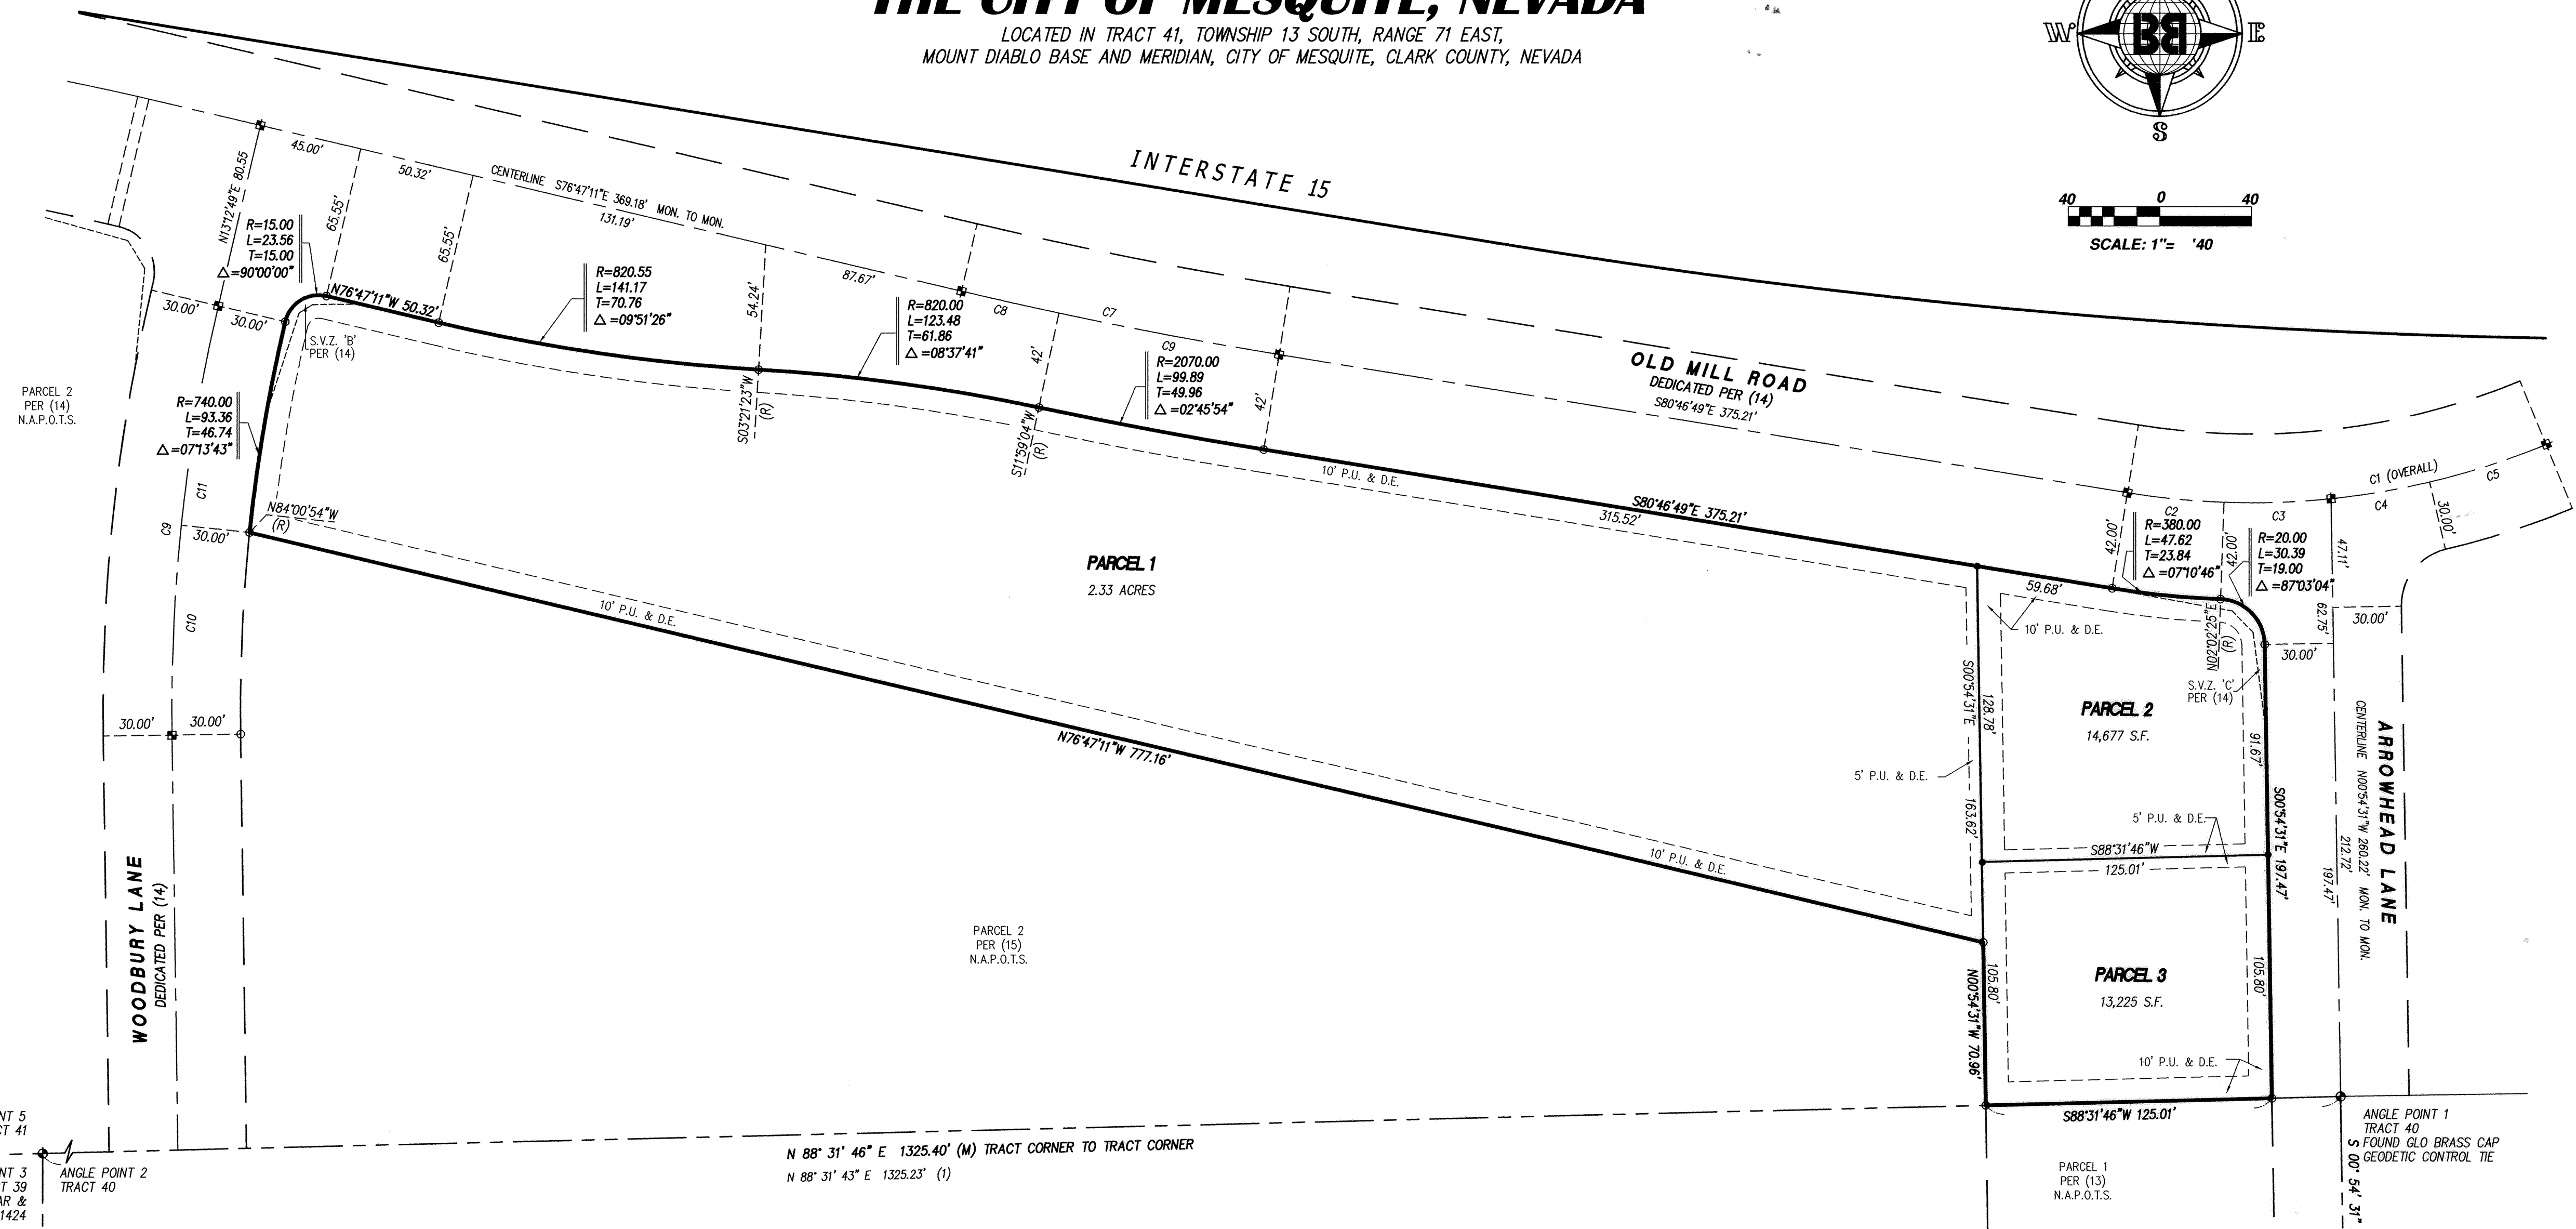 THE CITY OF MESQUITE, NEVADA
LOCATED IN TRACT 41, TOWNSHIP 13 SOUTH, RANGE 71 EAST,
MOUNT DIABLO BASE AND MERIDIAN, CITY OF MESQUITE, CLARK COUNTY, NEVADA
W
E
S
40 0 40
SCALE: 1"= '40
INTERSTATE 15
45.00'
50.32'
CENTERLINE S76°47'11"E 369.18' MON. TO MON.
131.19'
87.67'
C8
C7
C9
N13°12'49"E 80.55
65.55'
65.55'
54.24'
42'
42'
R=15.00
L=23.56
T=15.00
△=90°00'00"
30.00'
30.00'
N76°47'11"W 50.32'
R=820.55
L=141.17
T=70.76
△=09°51'26"
R=820.00
L=123.48
T=61.86
△=08°37'41"
R=2070.00
L=99.89
T=49.96
△=02°45'54"
S.V.Z. 'B'
PER (14)
S03°21'23"W
(R)
S11°59'04"W
(R)
OLD MILL ROAD
DEDICATED PER (14)
S80°46'49"E 375.21'
PARCEL 2
PER (14)
N.A.P.O.T.S.
R=740.00
L=93.36
T=46.74
△=07°13'43"
C11
C9
C10
30.00'
N84°00'54"W
(R)
10' P.U. & D.E.
S80°46'49"E 375.21'
315.52'
C1 (OVERALL)
C5
C4
C2
C3
30.00'
R=380.00
L=47.62
T=23.84
△=07°10'46"
R=20.00
L=30.39
T=19.00
△=87°03'04"
42.00'
42.00'
47.11'
62.75'
30.00'
30.00'
59.68'
10' P.U. & D.E.
N02°02'25"E
(R)
S.V.Z. 'C'
PER (14)
PARCEL 1
2.33 ACRES
10' P.U. & D.E.
N76°47'11"W 777.16'
10' P.U. & D.E.
S00°54'31"E
163.62'
128.78'
5' P.U. & D.E.
PARCEL 2
14,677 S.F.
91.67'
5' P.U. & D.E.
S88°31'46"W
125.01'
S00°54'31"E 197.47'
CENTERLINE N00°54'31"W 260.22' MON. TO MON.
212.72'
197.47'
ARROWHEAD LANE
30.00'
30.00'
WOODBURY LANE
DEDICATED PER (14)
PARCEL 2
PER (15)
N.A.P.O.T.S.
105.80'
N00°54'31"W 70.96'
PARCEL 3
13,225 S.F.
105.80'
10' P.U. & D.E.
S88°31'46"W 125.01'
N 88° 31' 46" E 1325.40' (M) TRACT CORNER TO TRACT CORNER
N 88° 31' 43" E 1325.23' (1)
NT 5
CT 41
NT 3
T 39
AR &
1424
ANGLE POINT 2
TRACT 40
PARCEL 1
PER (13)
N.A.P.O.T.S.
ANGLE POINT 1
TRACT 40
FOUND GLO BRASS CAP
GEODETIC CONTROL TIE
S 00° 54' 31"